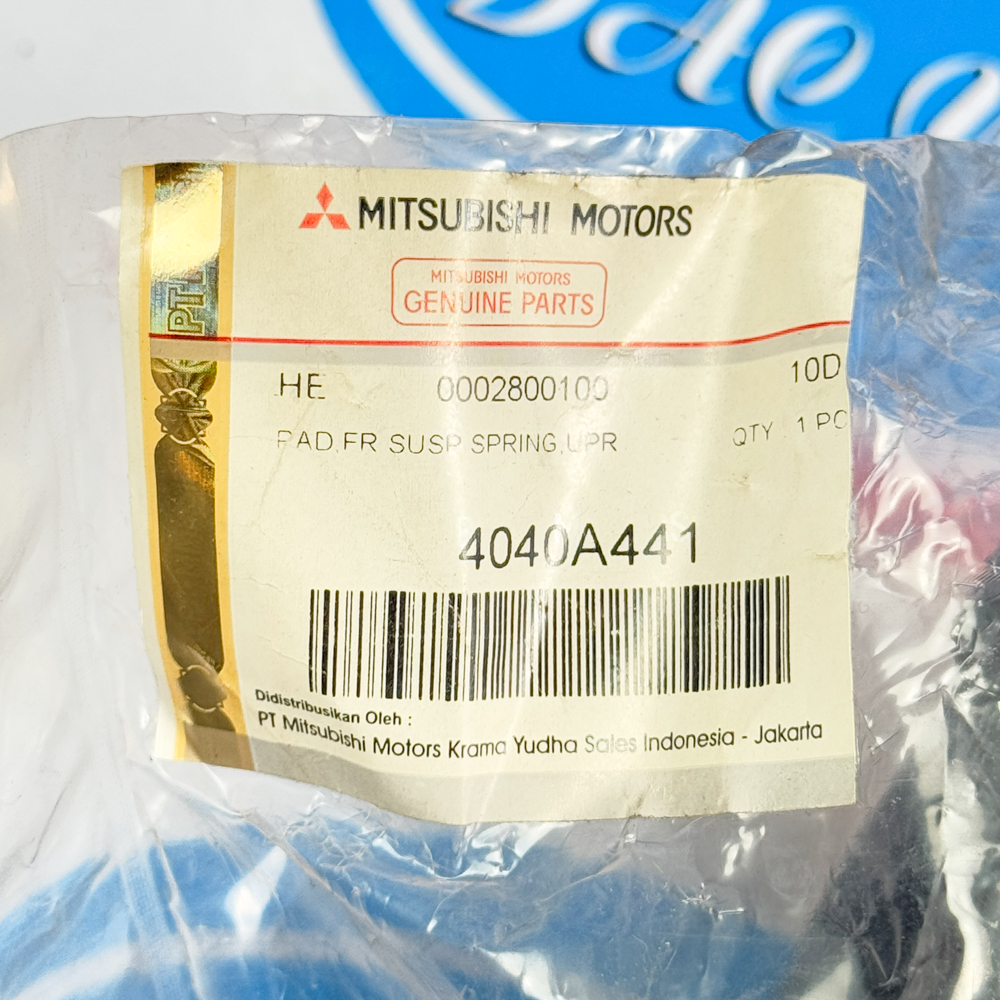 MITSUBISHI MOTORS
MITSUBISHI MOTORS
GENUINE PARTS
PT
HE 0002800100 10D
PAD,FR SUSP SPRING,UPR QTY : 1 PC
4040A441
Didistribusikan Oleh :
PT Mitsubishi Motors Krama Yudha Sales Indonesia - Jakarta